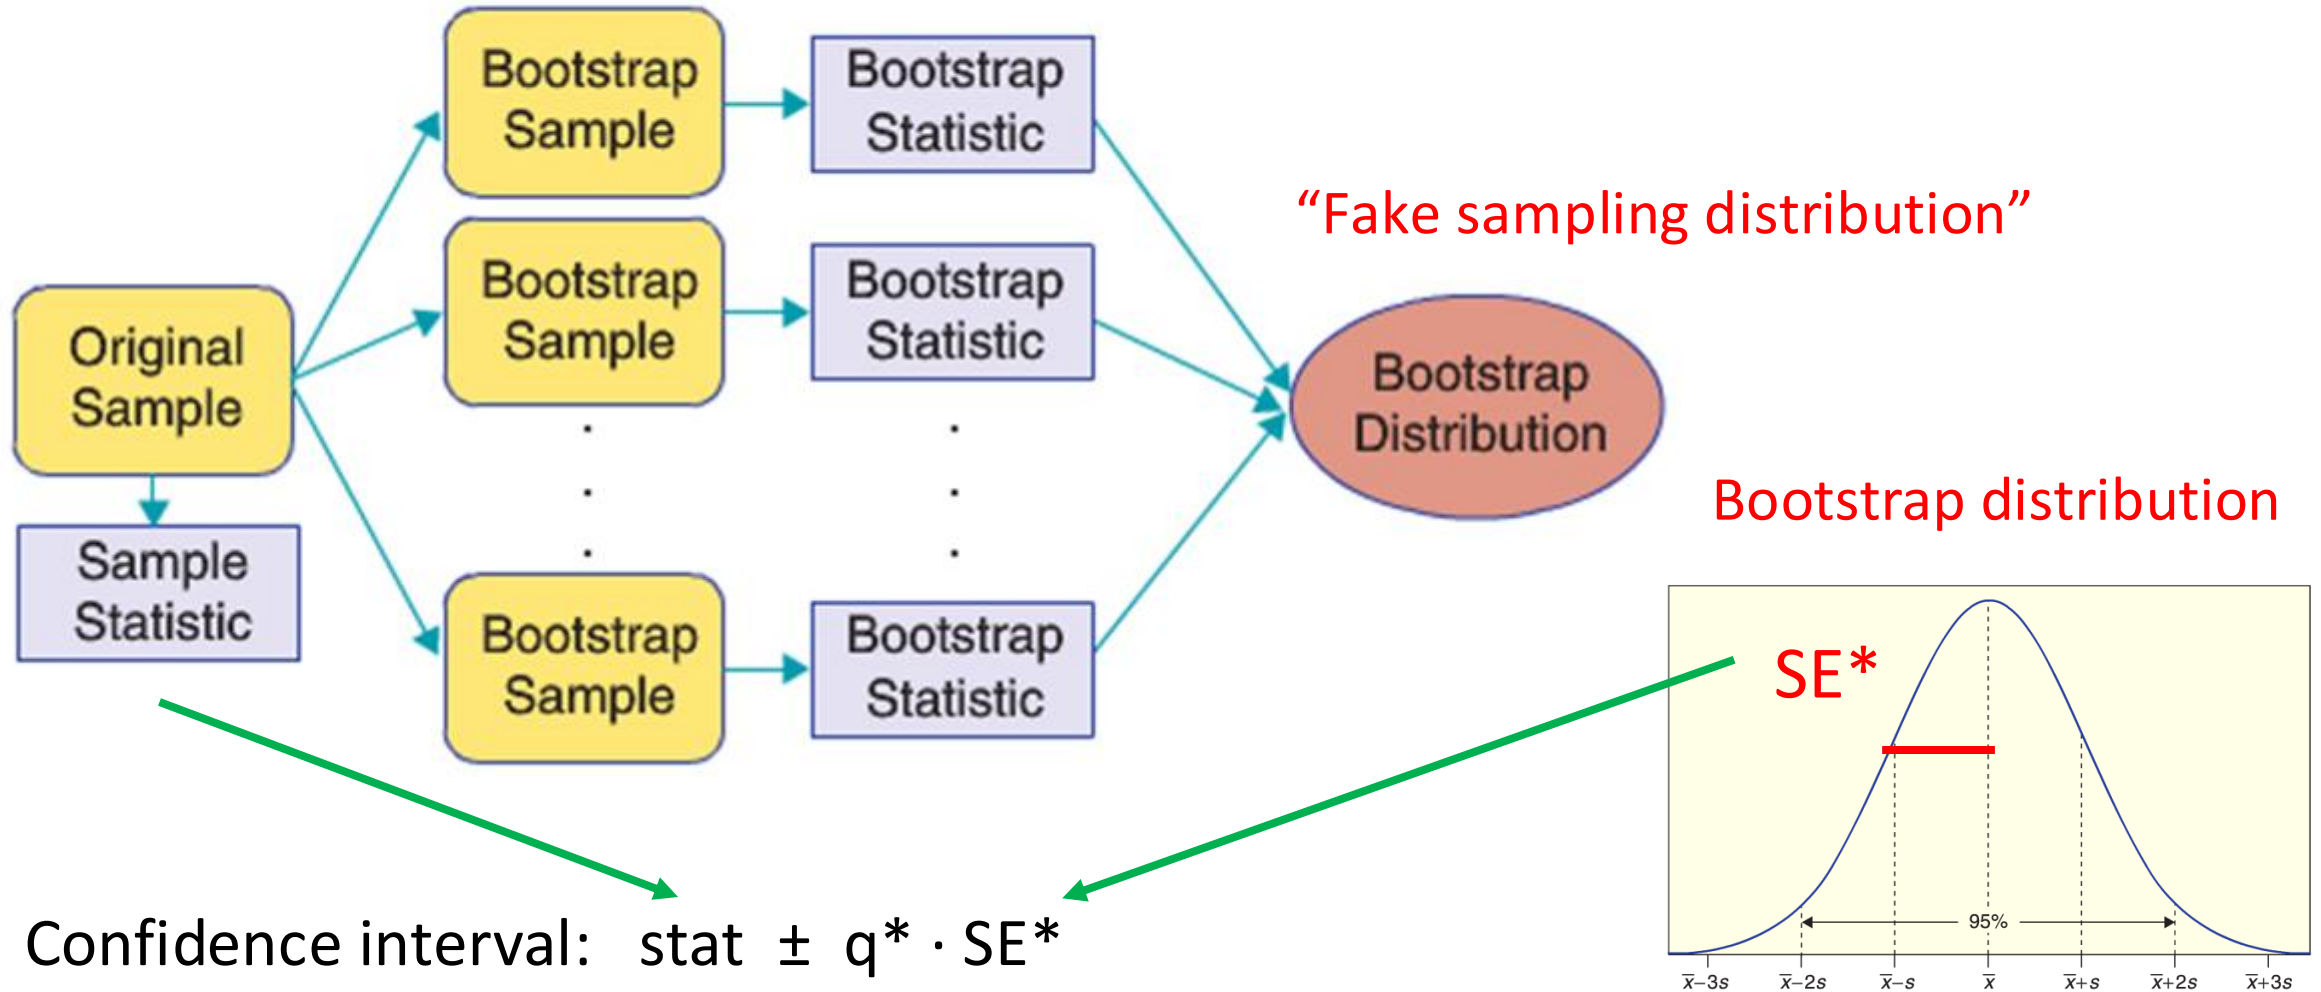 Bootstrap
Sample
Bootstrap
Statistic
“Fake sampling distribution”
Bootstrap
Sample
Bootstrap
Statistic
Original
Sample
Bootstrap
Distribution
Sample
Statistic
Bootstrap
Sample
Bootstrap
Statistic
Bootstrap distribution
SE*
95%
x̅−3s x̅−2s x̅−s x̅ x̅+s x̅+2s x̅+3s
Confidence interval: stat ± q* · SE*